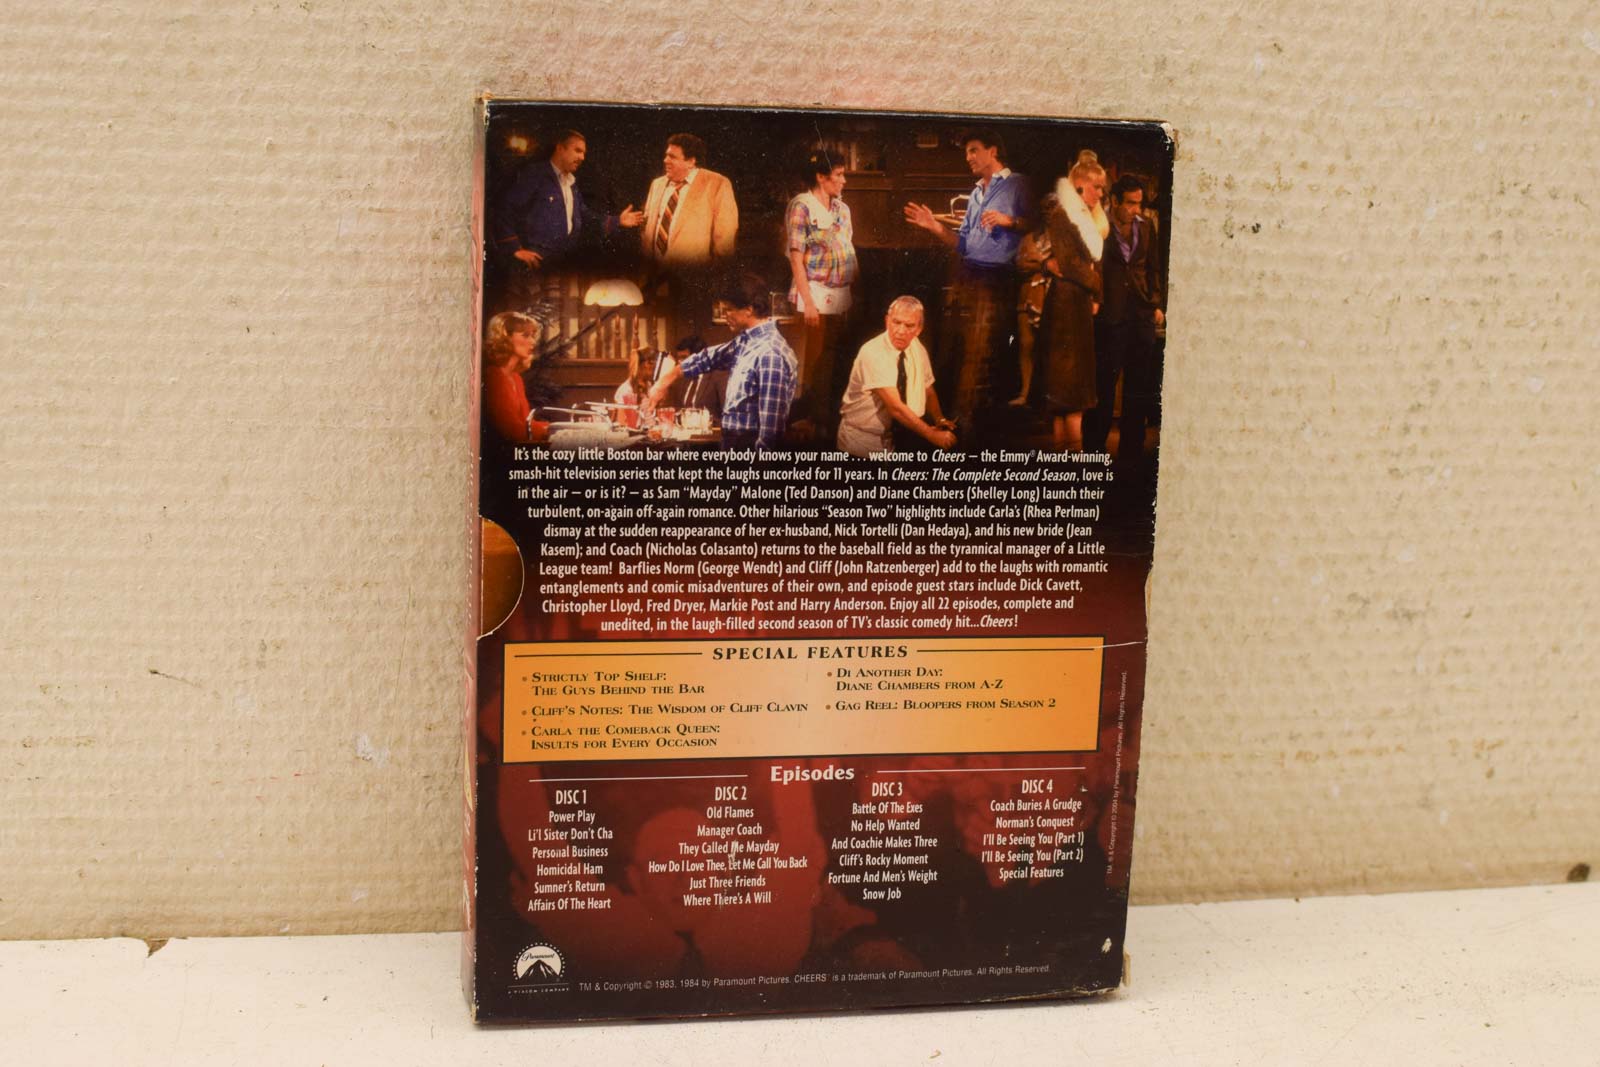 It's the cozy little Boston bar where everybody knows your name . . . welcome to Cheers – the Emmy® Award-winning,
smash-hit television series that kept the laughs uncorked for 11 years. In Cheers: The Complete Second Season, love is
in the air – or is it? – as Sam "Mayday" Malone (Ted Danson) and Diane Chambers (Shelley Long) launch their
turbulent, on-again off-again romance. Other hilarious "Season Two" highlights include Carla's (Rhea Perlman)
dismay at the sudden reappearance of her ex-husband, Nick Tortelli (Dan Hedaya), and his new bride (Jean
Kasem); and Coach (Nicholas Colasanto) returns to the baseball field as the tyrannical manager of a Little
League team! Barflies Norm (George Wendt) and Cliff (John Ratzenberger) add to the laughs with romantic
entanglements and comic misadventures of their own, and episode guest stars include Dick Cavett,
Christopher Lloyd, Fred Dryer, Markie Post and Harry Anderson. Enjoy all 22 episodes, complete and
unedited, in the laugh-filled second season of TV's classic comedy hit...Cheers!
SPECIAL FEATURES
• STRICTLY TOP SHELF:
THE GUYS BEHIND THE BAR
• CLIFF'S NOTES: THE WISDOM OF CLIFF CLAVIN
• CARLA THE COMEBACK QUEEN:
INSULTS FOR EVERY OCCASION
• DI ANOTHER DAY:
DIANE CHAMBERS FROM A-Z
• GAG REEL: BLOOPERS FROM SEASON 2
Episodes
DISC 1
Power Play
Li'l Sister Don't Cha
Personal Business
Homicidal Ham
Sumner's Return
Affairs Of The Heart
DISC 2
Old Flames
Manager Coach
They Called Me Mayday
How Do I Love Thee, Let Me Call You Back
Just Three Friends
Where There's A Will
DISC 3
Battle Of The Exes
No Help Wanted
And Coachie Makes Three
Cliff's Rocky Moment
Fortune And Men's Weight
Snow Job
DISC 4
Coach Buries A Grudge
Norman's Conquest
I'll Be Seeing You (Part 1)
I'll Be Seeing You (Part 2)
Special Features
TM, ® & Copyright © 2004 by Paramount Pictures. All Rights Reserved.
Paramount
A VIACOM COMPANY
TM & Copyright © 1983, 1984 by Paramount Pictures. CHEERS™ is a trademark of Paramount Pictures. All Rights Reserved.